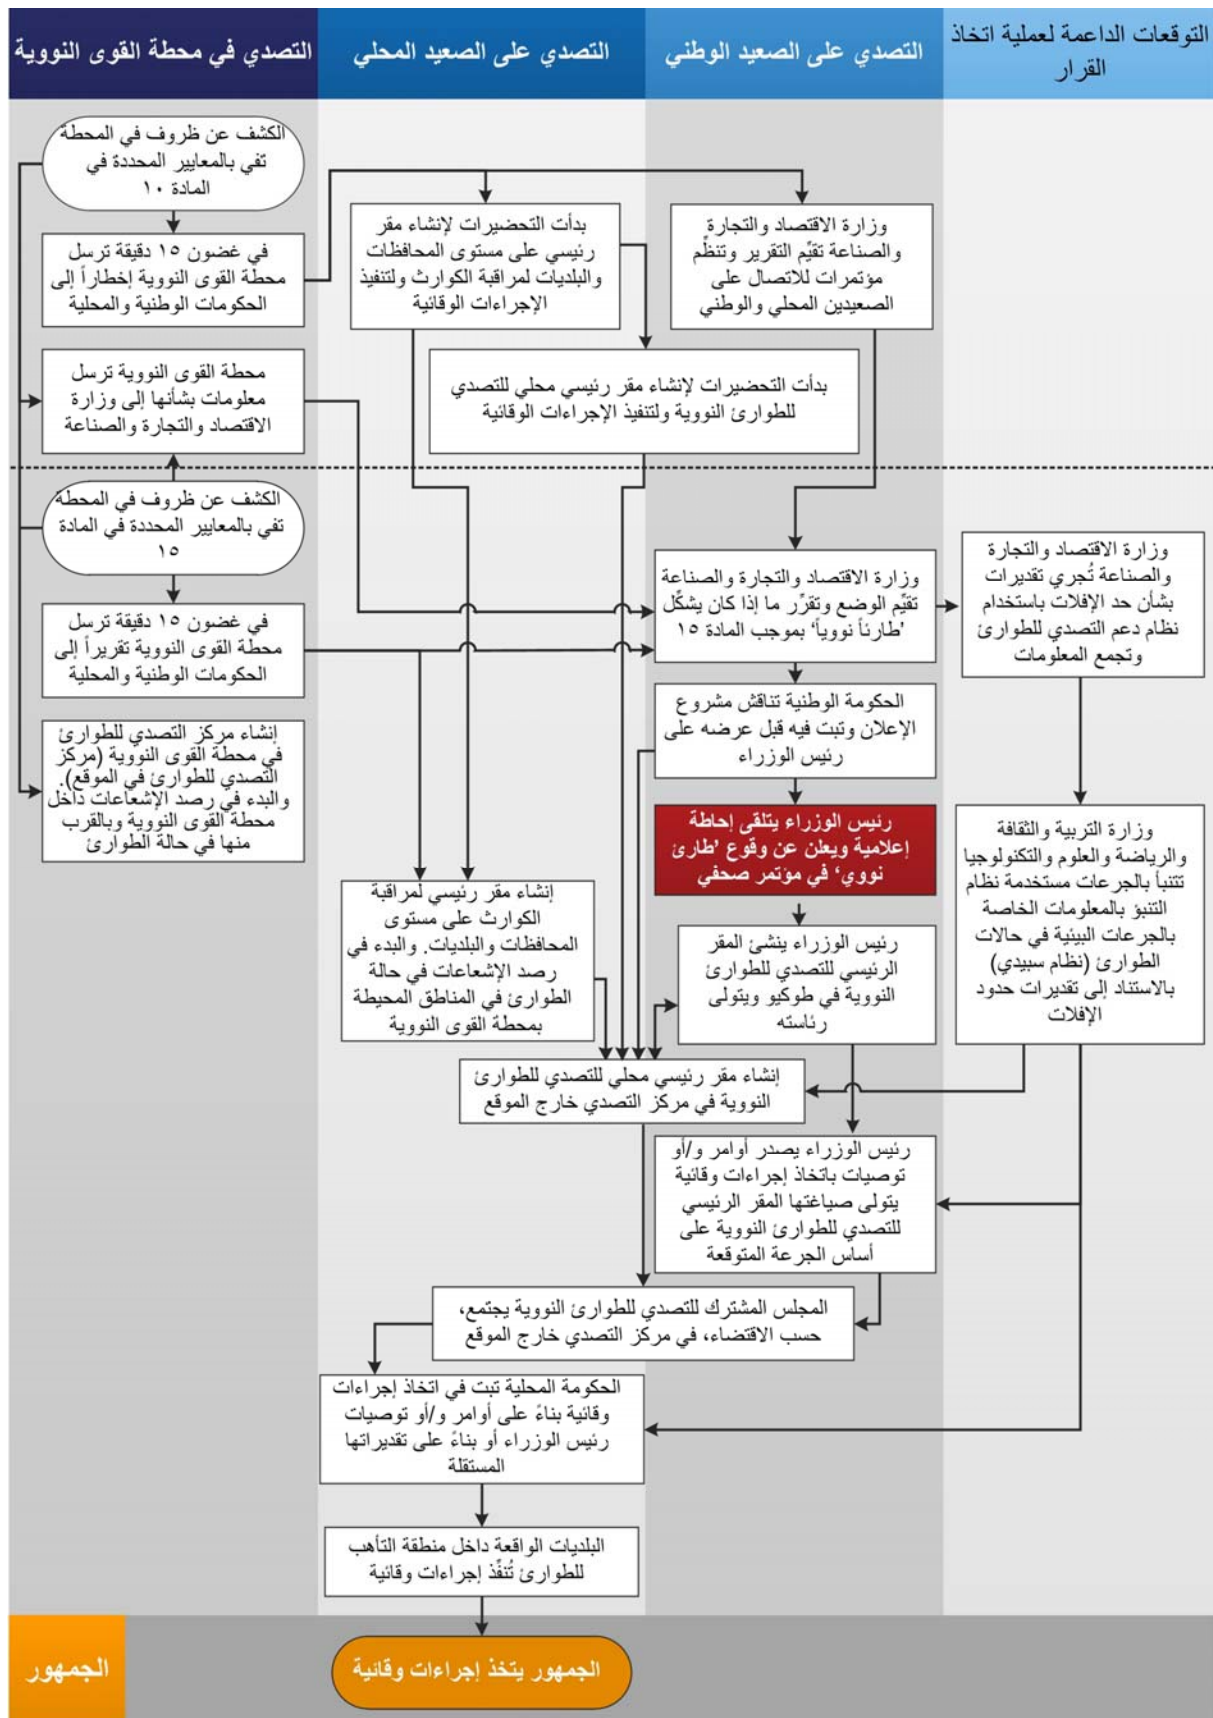 التصدي في محطة القوى النووية
التصدي على الصعيد المحلي
التصدي على الصعيد الوطني
التوقعات الداعمة لعملية اتخاذ
القرار
الكشف عن ظروف في المحطة
تفي بالمعايير المحددة في
المادة ١٠
في غضون ١٥ دقيقة ترسل
محطة القوى النووية إخطاراً إلى
الحكومات الوطنية والمحلية
محطة القوى النووية ترسل
معلومات بشأنها إلى وزارة
الاقتصاد والتجارة والصناعة
الكشف عن ظروف في المحطة
تفي بالمعايير المحددة في المادة
١٥
في غضون ١٥ دقيقة ترسل
محطة القوى النووية تقريراً إلى
الحكومات الوطنية والمحلية
إنشاء مركز التصدي للطوارئ
في محطة القوى النووية (مركز
التصدي للطوارئ في الموقع).
والبدء في رصد الإشعاعات داخل
محطة القوى النووية وبالقرب
منها في حالة الطوارئ
بدأت التحضيرات لإنشاء مقر
رئيسي على مستوى المحافظات
والبلديات لمراقبة الكوارث ولتنفيذ
الإجراءات الوقائية
بدأت التحضيرات لإنشاء مقر رئيسي محلي للتصدي
للطوارئ النووية ولتنفيذ الإجراءات الوقائية
وزارة الاقتصاد والتجارة
والصناعة تقيِّم التقرير وتنظِّم
مؤتمرات للاتصال على
الصعيدين المحلي والوطني
وزارة الاقتصاد والتجارة والصناعة
تقيِّم الوضع وتقرِّر ما إذا كان يشكِّل
’طارئاً نووياً‘ بموجب المادة ١٥
وزارة الاقتصاد والتجارة
والصناعة تُجري تقديرات
بشأن حد الإفلات باستخدام
نظام دعم التصدي للطوارئ
وتجمع المعلومات
الحكومة الوطنية تناقش مشروع
الإعلان وتبت فيه قبل عرضه على
رئيس الوزراء
رئيس الوزراء يتلقى إحاطة
إعلامية ويعلن عن وقوع ’طارئ
نووي‘ في مؤتمر صحفي
وزارة التربية والثقافة
والرياضة والعلوم والتكنولوجيا
تتنبأ بالجرعات مستخدمة نظام
التنبؤ بالمعلومات الخاصة
بالجرعات البيئية في حالات
الطوارئ (نظام سبيدي)
بالاستناد إلى تقديرات حدود
الإفلات
إنشاء مقر رئيسي لمراقبة
الكوارث على مستوى
المحافظات والبلديات. والبدء في
رصد الإشعاعات في حالة
الطوارئ في المناطق المحيطة
بمحطة القوى النووية
رئيس الوزراء ينشئ المقر
الرئيسي للتصدي للطوارئ
النووية في طوكيو ويتولى
رئاسته
إنشاء مقر رئيسي محلي للتصدي للطوارئ
النووية في مركز التصدي خارج الموقع
رئيس الوزراء يصدر أوامر و/أو
توصيات باتخاذ إجراءات وقائية
يتولى صياغتها المقر الرئيسي
للتصدي للطوارئ النووية على
أساس الجرعة المتوقعة
المجلس المشترك للتصدي للطوارئ النووية يجتمع،
حسب الاقتضاء، في مركز التصدي خارج الموقع
الحكومة المحلية تبت في اتخاذ إجراءات
وقائية بناءً على أوامر و/أو توصيات
رئيس الوزراء أو بناءً على تقديراتها
المستقلة
البلديات الواقعة داخل منطقة التأهب
للطوارئ تُنفِّذ إجراءات وقائية
الجمهور
الجمهور يتخذ إجراءات وقائية